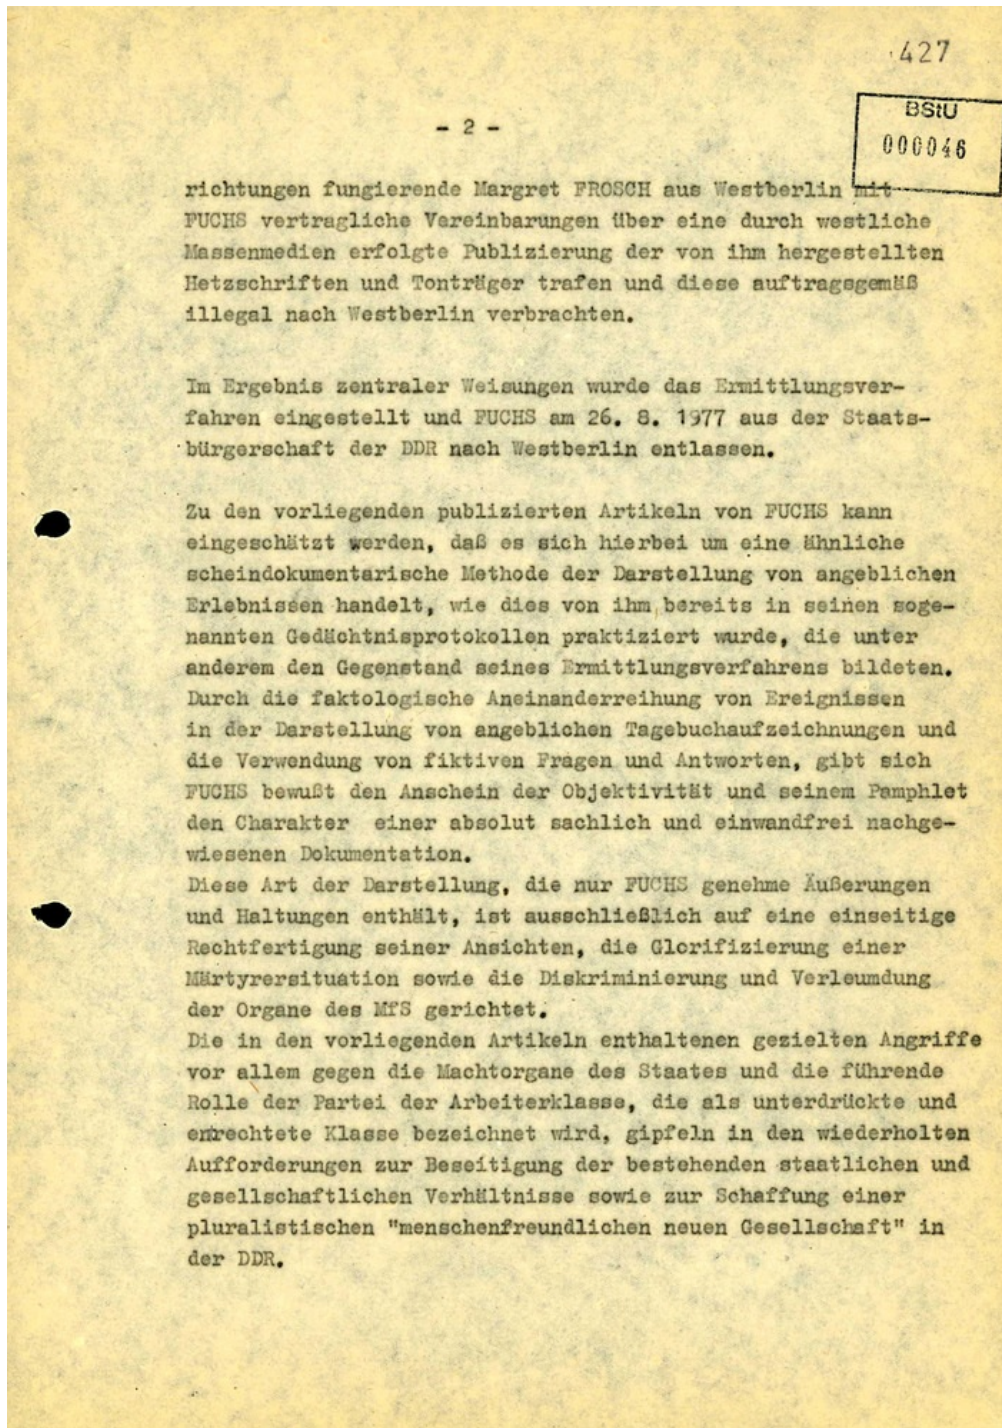 427
BStU
000046
- 2 -
richtungen fungierende Margret FROSCH aus Westberlin mit
FUCHS vertragliche Vereinbarungen über eine durch westliche
Massenmedien erfolgte Publizierung der von ihm hergestellten
Hetzschriften und Tonträger trafen und diese auftragsgemäß
illegal nach Westberlin verbrachten.
Im Ergebnis zentraler Weisungen wurde das Ermittlungsver-
fahren eingestellt und FUCHS am 26. 8. 1977 aus der Staats-
bürgerschaft der DDR nach Westberlin entlassen.
Zu den vorliegenden publizierten Artikeln von FUCHS kann
eingeschätzt werden, daß es sich hierbei um eine ähnliche
scheindokumentarische Methode der Darstellung von angeblichen
Erlebnissen handelt, wie dies von ihm bereits in seinen soge-
nannten Gedächtnisprotokollen praktiziert wurde, die unter
anderem den Gegenstand seines Ermittlungsverfahrens bildeten.
Durch die faktologische Aneinanderreihung von Ereignissen
in der Darstellung von angeblichen Tagebuchaufzeichnungen und
die Verwendung von fiktiven Fragen und Antworten, gibt sich
FUCHS bewußt den Anschein der Objektivität und seinem Pamphlet
den Charakter einer absolut sachlich und einwandfrei nachge-
wiesenen Dokumentation.
Diese Art der Darstellung, die nur FUCHS genehme Äußerungen
und Haltungen enthält, ist ausschließlich auf eine einseitige
Rechtfertigung seiner Ansichten, die Glorifizierung einer
Märtyrersituation sowie die Diskriminierung und Verleumdung
der Organe des MfS gerichtet.
Die in den vorliegenden Artikeln enthaltenen gezielten Angriffe
vor allem gegen die Machtorgane des Staates und die führende
Rolle der Partei der Arbeiterklasse, die als unterdrückte und
entrechtete Klasse bezeichnet wird, gipfeln in den wiederholten
Aufforderungen zur Beseitigung der bestehenden staatlichen und
gesellschaftlichen Verhältnisse sowie zur Schaffung einer
pluralistischen "menschenfreundlichen neuen Gesellschaft" in
der DDR.